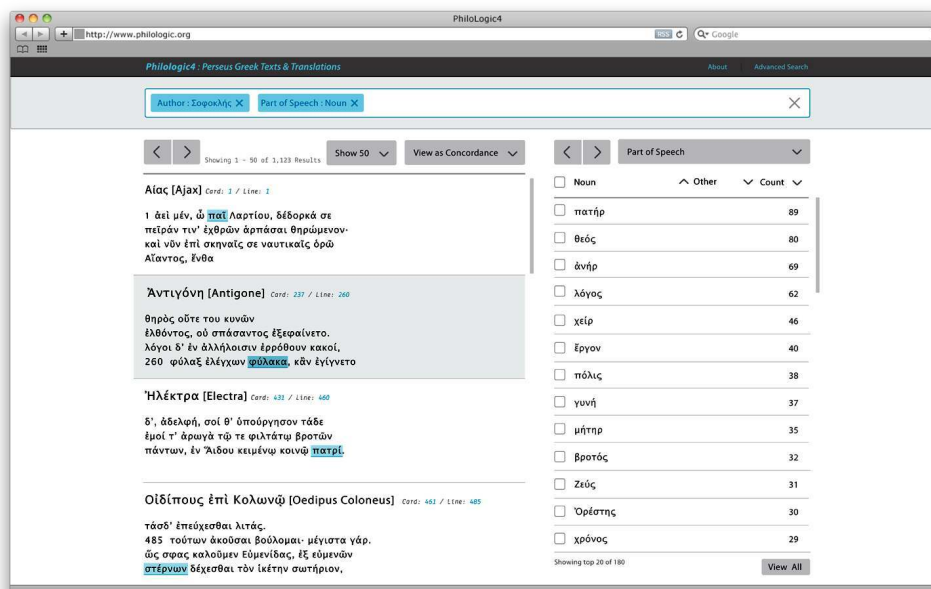 PhiloLogic4
http://www.philologic.org
RSS
Google
Philologic4 : Perseus Greek Texts & Translations
About
Advanced Search
Author : Σοφοκλής ✕
Part of Speech : Noun ✕
Showing 1 - 50 of 1,123 Results
Show 50
View as Concordance
Αίας [Ajax] Card: 1 / Line: 1
1 ἀεὶ μέν, ὦ παῖ Λαρτίου, δέδορκά σε
πεῖράν τιν' ἐχθρῶν ἁρπάσαι θηρώμενον·
καὶ νῦν ἐπὶ σκηναῖς σε ναυτικαῖς ὁρῶ
Αἴαντος, ἔνθα
Ἀντιγόνη [Antigone] Card: 237 / Line: 260
θηρὸς οὔτε του κυνῶν
ἐλθόντος, οὐ σπάσαντος ἐξεφαίνετο.
λόγοι δ' ἐν ἀλλήλοισιν ἐρρόθουν κακοί,
260 φύλαξ ἐλέγχων φύλακα, κἂν ἐγίγνετο
Ἠλέκτρα [Electra] Card: 431 / Line: 460
δ', ἀδελφή, σοί θ' ὑπούργησον τάδε
ἐμοί τ' ἀρωγὰ τῷ τε φιλτάτῳ βροτῶν
πάντων, ἐν Ἅιδου κειμένῳ κοινῷ πατρί.
Οἰδίπους ἐπὶ Κολωνῷ [Oedipus Coloneus] Card: 461 / Line: 485
τάσδ' ἐπεύχεσθαι λιτάς.
485 τούτων ἀκοῦσαι βούλομαι· μέγιστα γάρ.
ὥς σφας καλοῦμεν Εὐμενίδας, ἐξ εὐμενῶν
στέρνων δέχεσθαι τὸν ἱκέτην σωτήριον,
Part of Speech
Noun Other Count
πατήρ 89
θεός 80
ἀνήρ 69
λόγος 62
χείρ 46
ἔργον 40
πόλις 38
γυνή 37
μήτηρ 35
βροτός 32
Ζεύς 31
Ὀρέστης 30
χρόνος 29
Showing top 20 of 180
View All